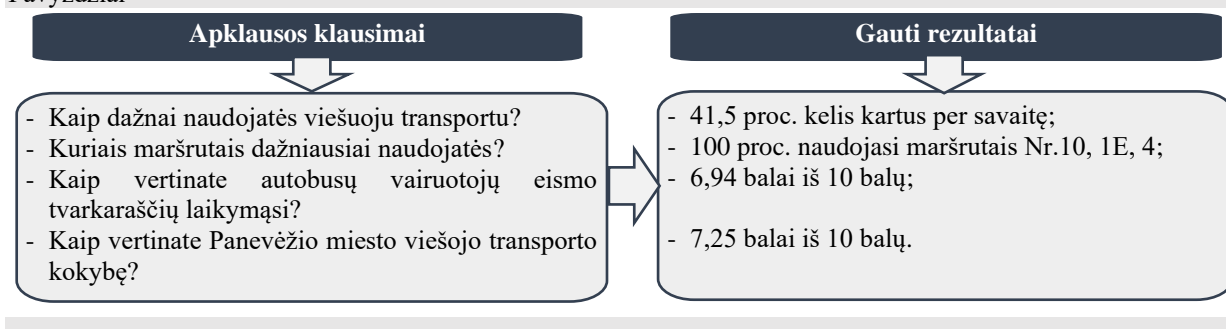 Pavyzdžiai
Apklausos klausimai
- Kaip dažnai naudojatės viešuoju transportu?
- Kuriais maršrutais dažniausiai naudojatės?
- Kaip vertinate autobusų vairuotojų eismo
tvarkaraščių laikymąsi?
- Kaip vertinate Panevėžio miesto viešojo transporto
kokybę?
Gauti rezultatai
- 41,5 proc. kelis kartus per savaitę;
- 100 proc. naudojasi maršrutais Nr.10, 1E, 4;
- 6,94 balai iš 10 balų;
- 7,25 balai iš 10 balų.